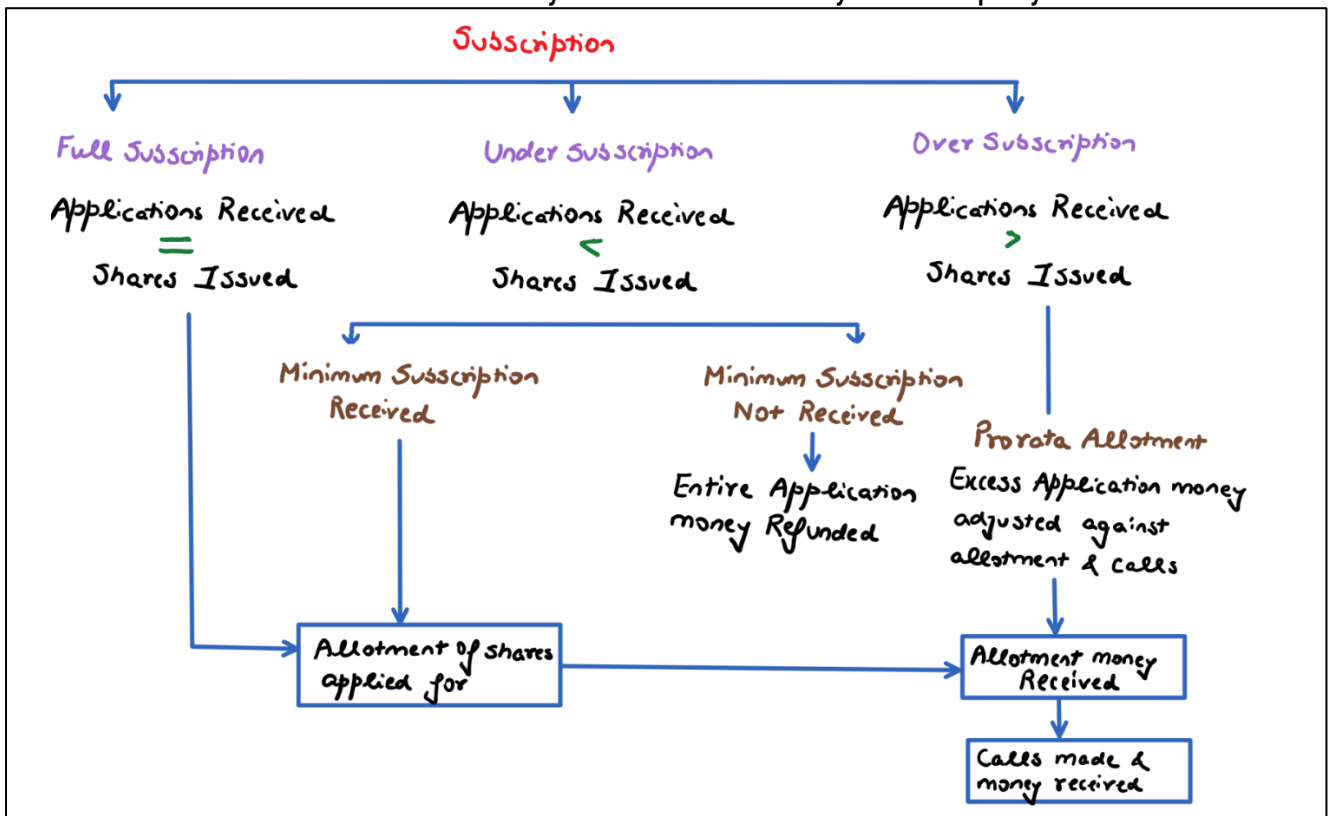 Subscription
Full Subscription
Under Subscription
Over Subscription
Applications Received
=
Shares Issued
Applications Received
<
Shares Issued
Applications Received
>
Shares Issued
Minimum Subscription
Received
Minimum Subscription
Not Received
Entire Application
money Refunded
Prorata Allotment
Excess Application money
adjusted against
allotment & calls
Allotment of shares
applied for
Allotment money
Received
Calls made &
money received